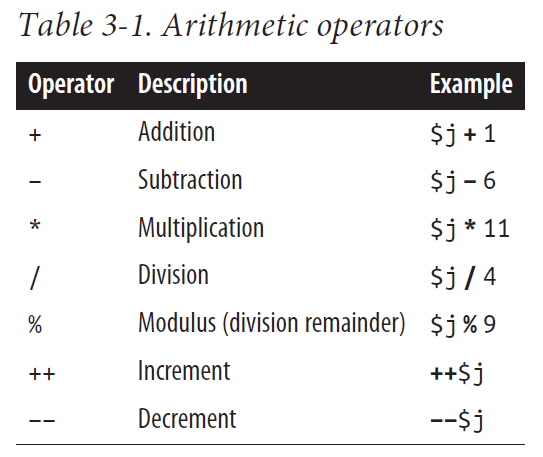 Table 3-1. Arithmetic operators
Operator Description Example
+ Addition $j + 1
– Subtraction $j – 6
* Multiplication $j * 11
/ Division $j / 4
% Modulus (division remainder) $j % 9
++ Increment ++$j
–– Decrement ––$j